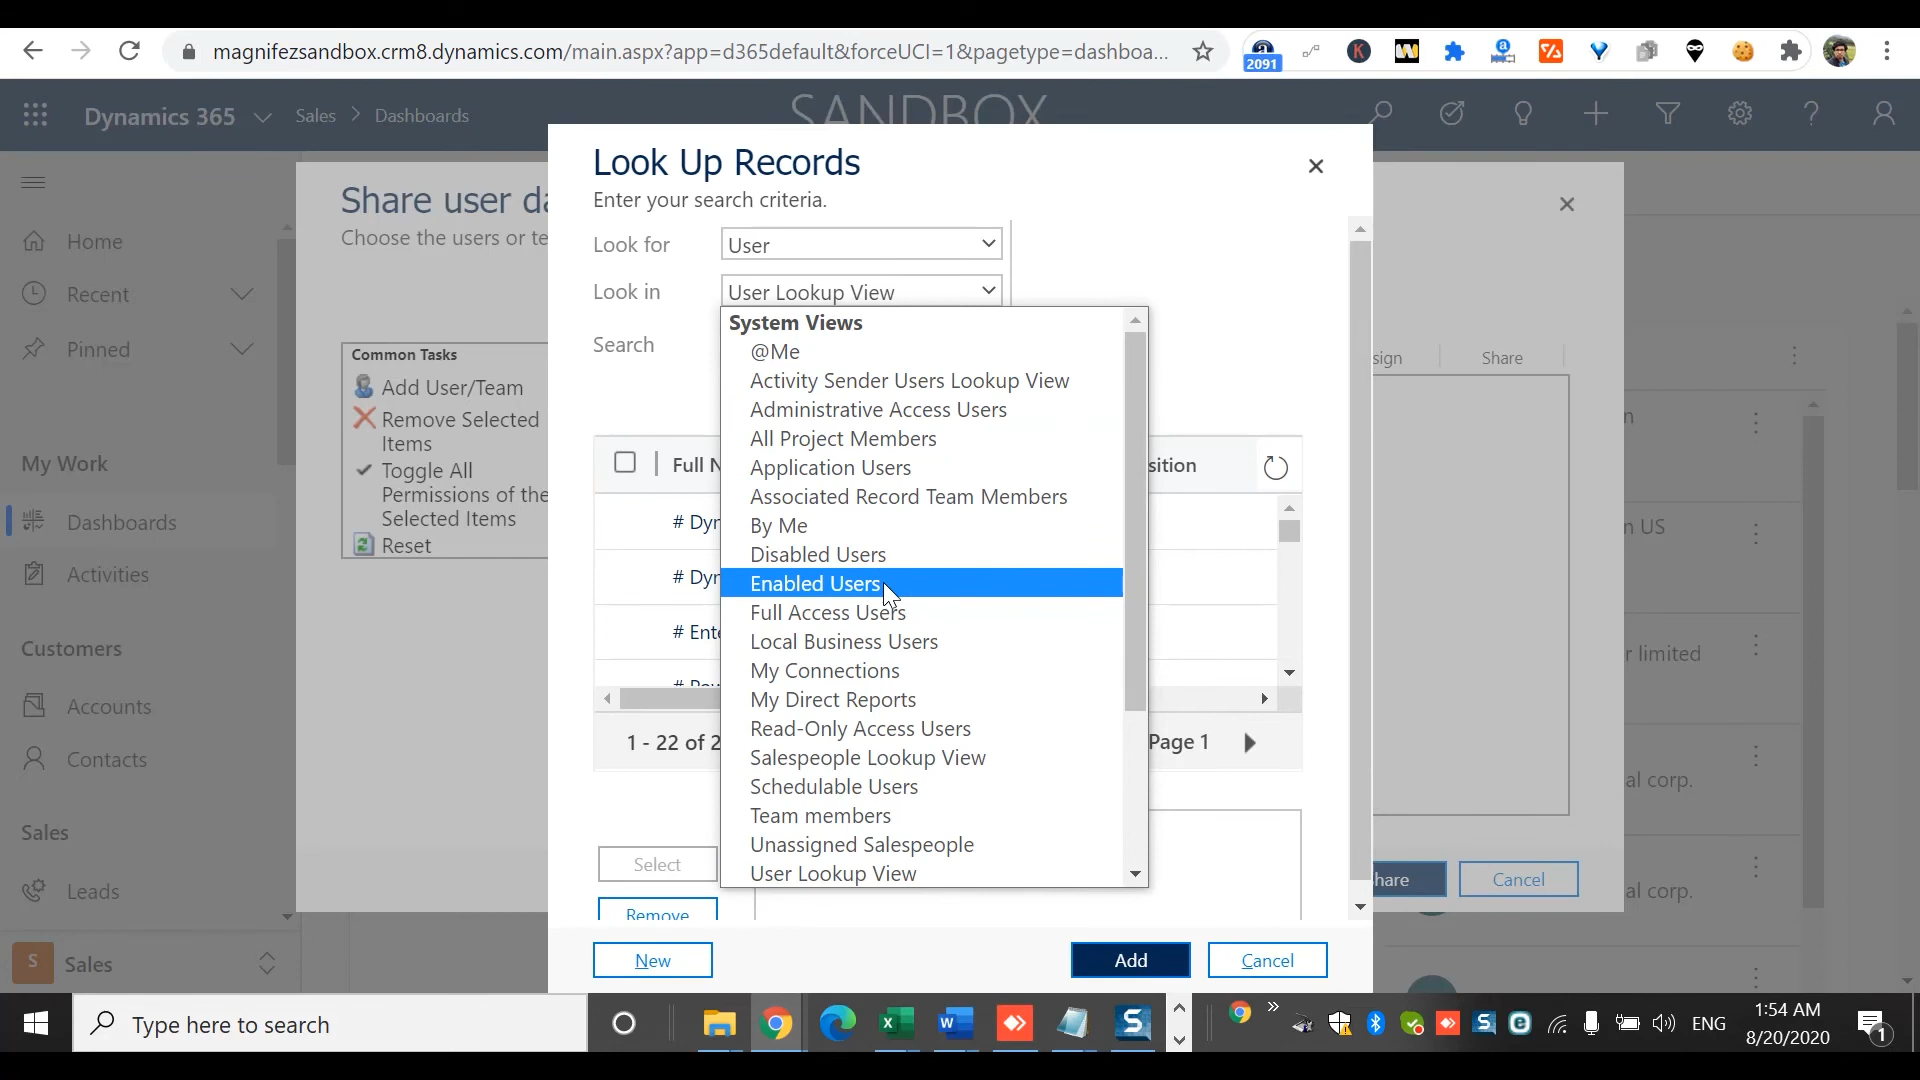 magnifezsandbox.crm8.dynamics.com/main.aspx?app=d365default&forceUCI=1&pagetype=dashboa...
2091
Dynamics 365
Sales > Dashboards
SANDBOX
Home
Recent
Pinned
My Work
Dashboards
Activities
Customers
Accounts
Contacts
Sales
Leads
S Sales
Share user da
Choose the users or te
Common Tasks
Add User/Team
Remove Selected
Items
Toggle All
Permissions of the
Selected Items
Reset
Look Up Records
Enter your search criteria.
Look for User
Look in User Lookup View
Search
System Views
@Me
Activity Sender Users Lookup View
Administrative Access Users
All Project Members
Application Users
Associated Record Team Members
By Me
Disabled Users
Enabled Users
Full Access Users
Local Business Users
My Connections
My Direct Reports
Read-Only Access Users
Salespeople Lookup View
Schedulable Users
Team members
Unassigned Salespeople
User Lookup View
Full N
sition
# Dyn
# Dyn
# Ente
1 - 22 of 2
Page 1
Select
Remove
New
Add
Cancel
sign
Share
hare
Cancel
n
n US
r limited
al corp.
al corp.
Type here to search
ENG
1:54 AM
8/20/2020
1